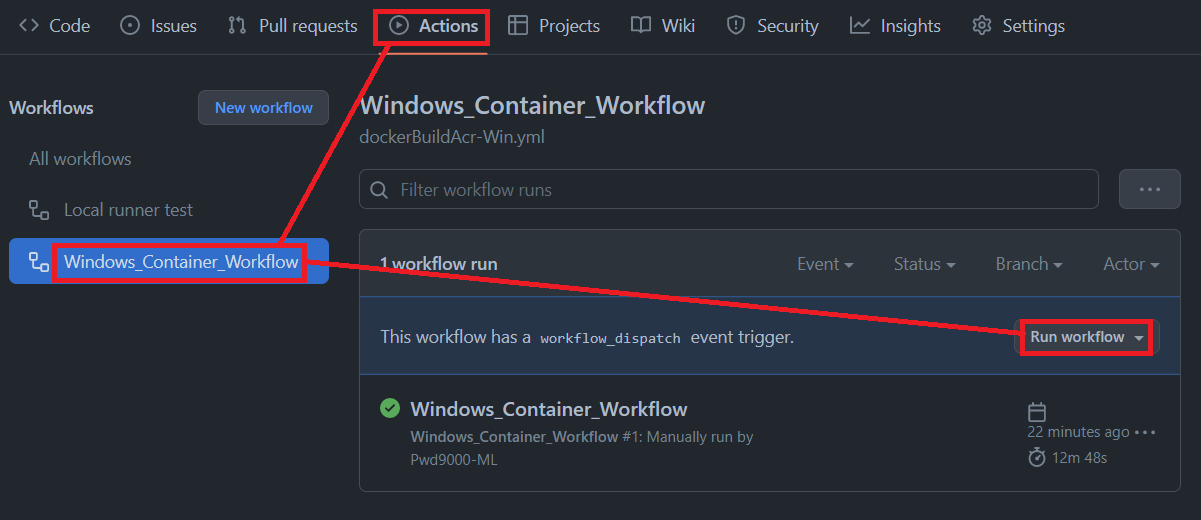 Code Issues Pull requests Actions Projects Wiki Security Insights Settings
Workflows
New workflow
All workflows
Local runner test
Windows_Container_Workflow
Windows_Container_Workflow
dockerBuildAcr-Win.yml
Filter workflow runs
1 workflow run
Event Status Branch Actor
This workflow has a workflow_dispatch event trigger.
Run workflow
Windows_Container_Workflow
Windows_Container_Workflow #1: Manually run by
Pwd9000-ML
22 minutes ago
12m 48s